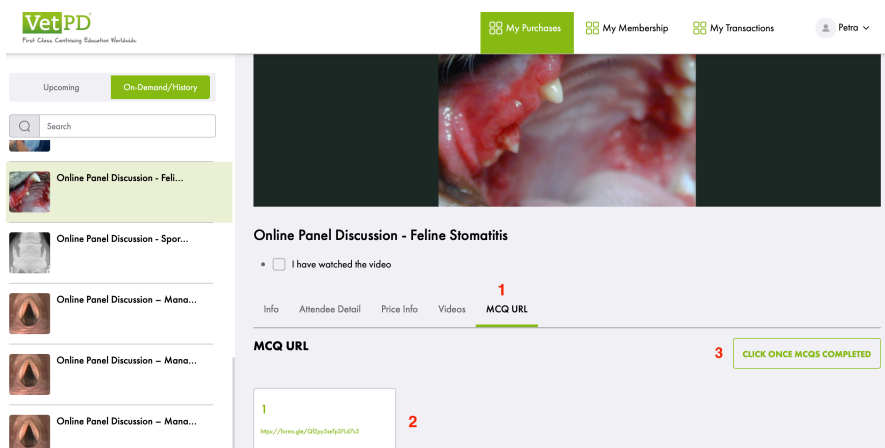 VetPD
First Class Continuing Education Worldwide
My Purchases
My Membership
My Transactions
Petra
Upcoming
On-Demand/History
Search
Online Panel Discussion - Feli...
Online Panel Discussion - Spor...
Online Panel Discussion – Mana...
Online Panel Discussion – Mana...
Online Panel Discussion – Mana...
Online Panel Discussion - Feline Stomatitis
I have watched the video
1
Info
Attendee Detail
Price Info
Videos
MCQ URL
MCQ URL
3
CLICK ONCE MCQS COMPLETED
1
2